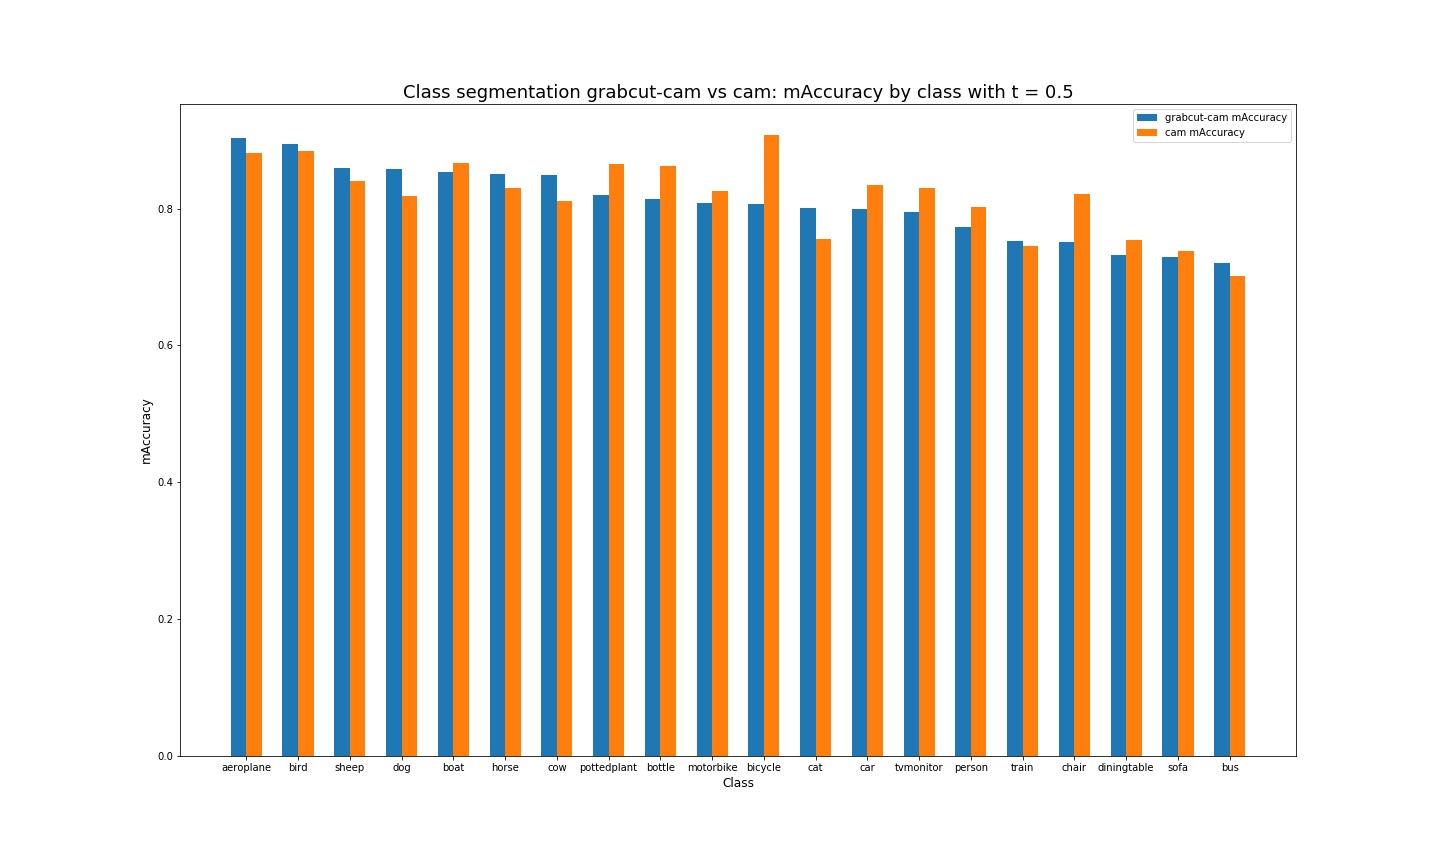 Class segmentation grabcut-cam vs cam: mAccuracy by class with t = 0.5
grabcut-cam mAccuracy
cam mAccuracy
0.8
0.6
0.4
0.2
0.0
mAccuracy
aeroplane bird sheep dog boat horse cow pottedplant bottle motorbike bicycle cat car tvmonitor person train chair diningtable sofa bus
Class